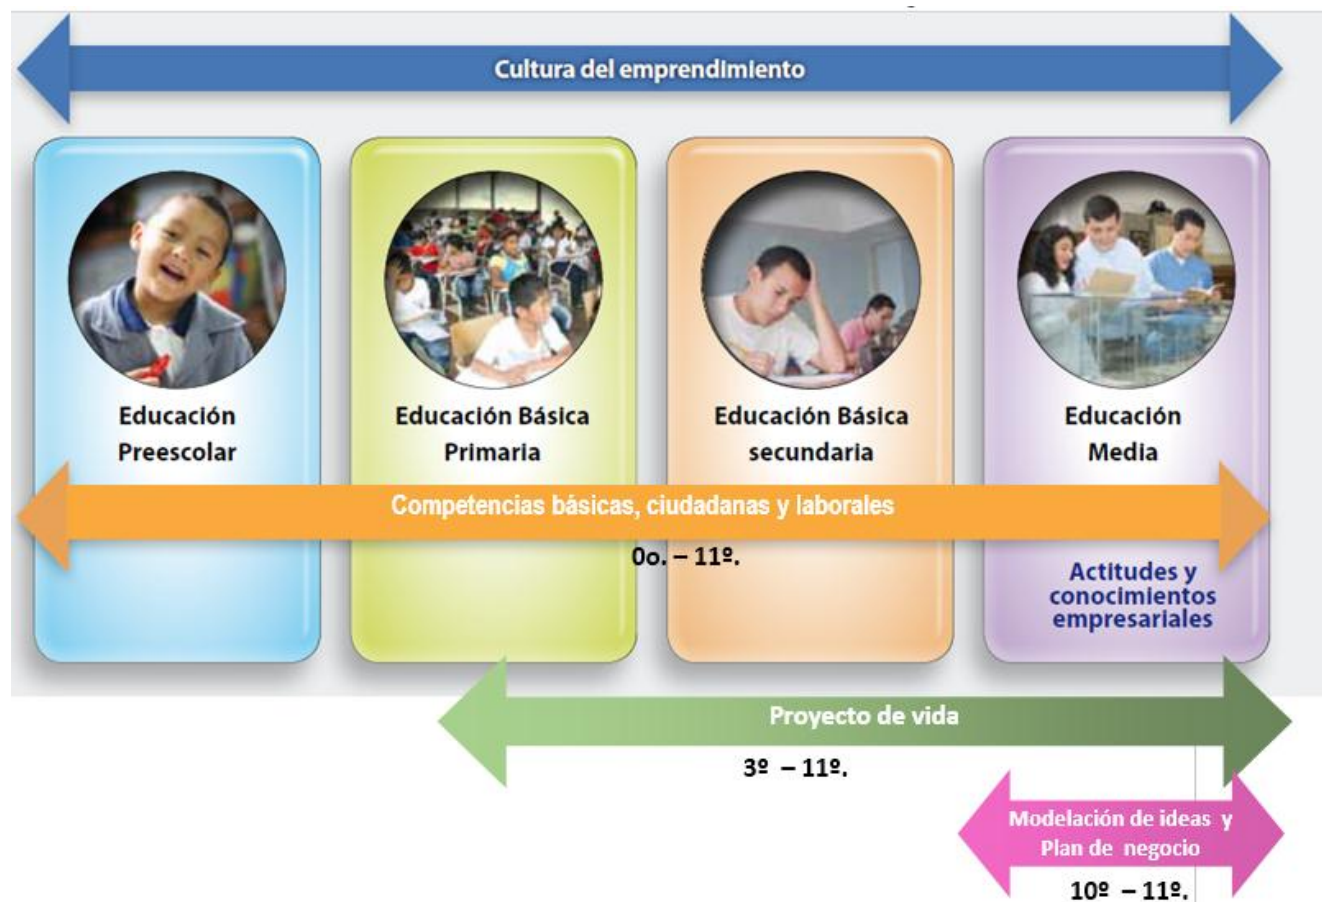 Cultura del emprendimiento
Educación
Preescolar
Educación Básica
Primaria
Educación Básica
secundaria
Educación
Media
Competencias básicas, ciudadanas y laborales
0o. – 11º.
Actitudes y
conocimientos
empresariales
Proyecto de vida
3º – 11º.
Modelación de ideas y
Plan de negocio
10º – 11º.